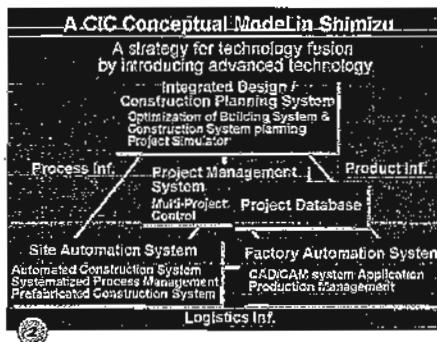 A CIC Conceptual Model in Shimizu
A strategy for technology fusion
by introducing advanced technology
Integrated Design /
Construction Planning System
Optimization of Building System &
Construction System planning
Project Simulator
Process Inf.
Product Inf.
Project Management
System
Multi-Project
Control
Project Database
Site Automation System
Automated Construction System
Systematized Process Management
Prefabricated Construction System
Factory Automation System
CAD/CAM system Application
Production Management
Logistics Inf.